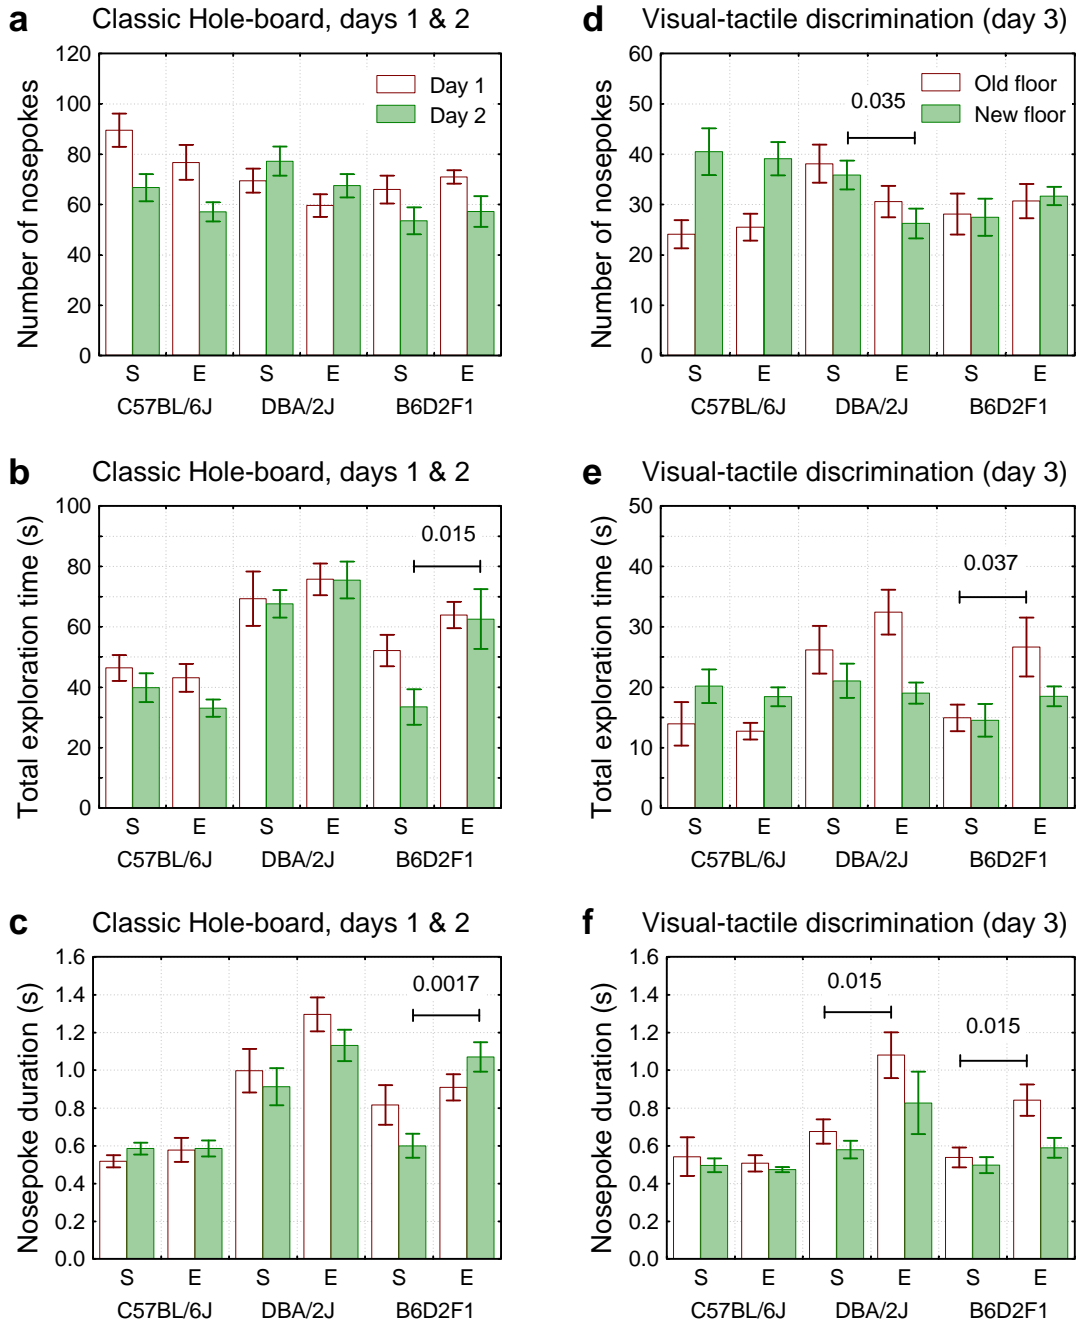 a Classic Hole-board, days 1 & 2
120
100
80
60
40
20
0
Number of nosepokes
Day 1
Day 2
S E S E S E
C57BL/6J DBA/2J B6D2F1
d Visual-tactile discrimination (day 3)
60
50
40
30
20
10
0
Number of nosepokes
Old floor
New floor
0.035
S E S E S E
C57BL/6J DBA/2J B6D2F1
b Classic Hole-board, days 1 & 2
100
80
60
40
20
0
Total exploration time (s)
0.015
S E S E S E
C57BL/6J DBA/2J B6D2F1
e Visual-tactile discrimination (day 3)
50
40
30
20
10
0
Total exploration time (s)
0.037
S E S E S E
C57BL/6J DBA/2J B6D2F1
c Classic Hole-board, days 1 & 2
1.6
1.4
1.2
1.0
0.8
0.6
0.4
0.2
0.0
Nosepoke duration (s)
0.0017
S E S E S E
C57BL/6J DBA/2J B6D2F1
f Visual-tactile discrimination (day 3)
1.6
1.4
1.2
1.0
0.8
0.6
0.4
0.2
0.0
Nosepoke duration (s)
0.015
0.015
S E S E S E
C57BL/6J DBA/2J B6D2F1